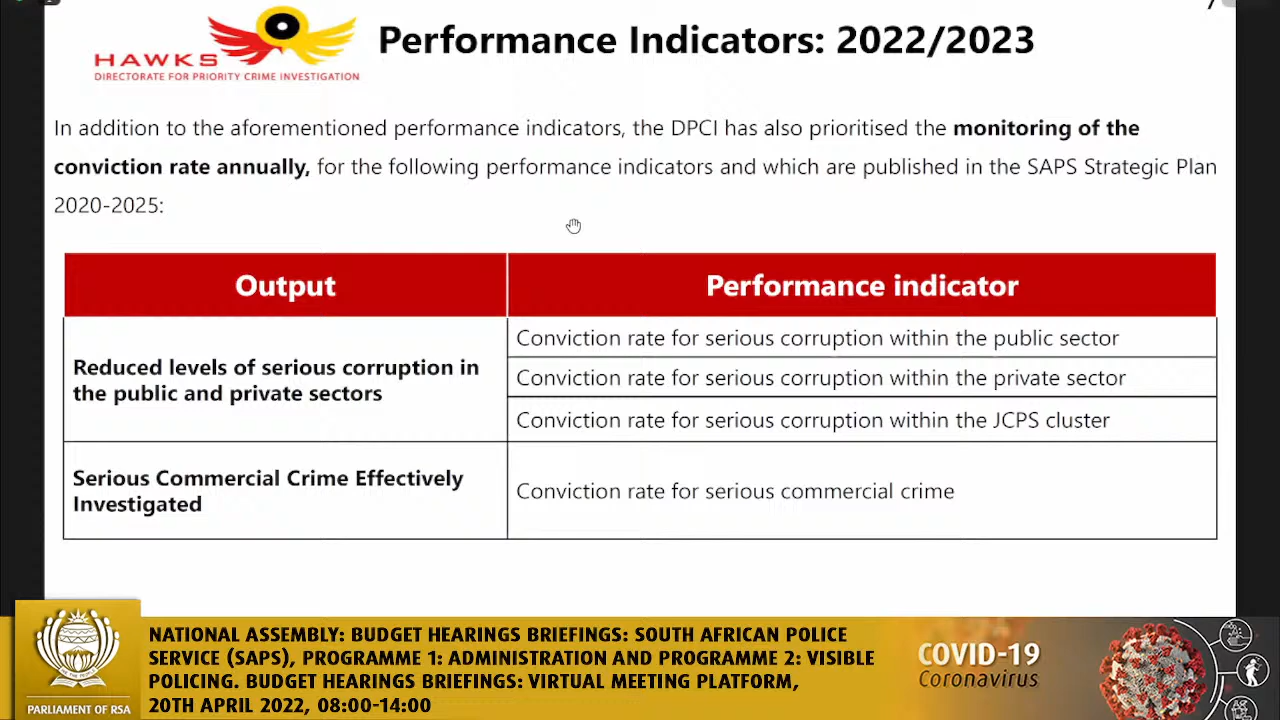 HAWKS
DIRECTORATE FOR PRIORITY CRIME INVESTIGATION
Performance Indicators: 2022/2023
In addition to the aforementioned performance indicators, the DPCI has also prioritised the monitoring of the
conviction rate annually, for the following performance indicators and which are published in the SAPS Strategic Plan
2020-2025:
Output
Performance indicator
Reduced levels of serious corruption in
the public and private sectors
Conviction rate for serious corruption within the public sector
Conviction rate for serious corruption within the private sector
Conviction rate for serious corruption within the JCPS cluster
Serious Commercial Crime Effectively
Investigated
Conviction rate for serious commercial crime
PARLIAMENT OF RSA
NATIONAL ASSEMBLY: BUDGET HEARINGS BRIEFINGS: SOUTH AFRICAN POLICE
SERVICE (SAPS), PROGRAMME 1: ADMINISTRATION AND PROGRAMME 2: VISIBLE
POLICING. BUDGET HEARINGS BRIEFINGS: VIRTUAL MEETING PLATFORM,
20TH APRIL 2022, 08:00-14:00
COVID-19
Coronavirus